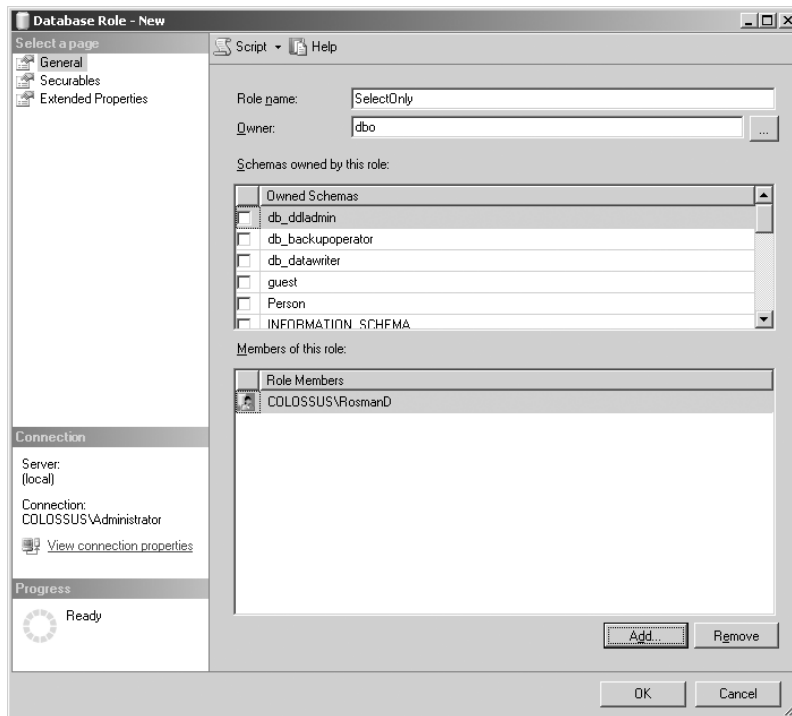 Database Role - New
Select a page
General
Securables
Extended Properties
Script
Help
Role name:
SelectOnly
Owner:
dbo
...
Schemas owned by this role:
Owned Schemas
db_ddladmin
db_backupoperator
db_datawriter
guest
Person
INFORMATION_SCHEMA
Members of this role:
Role Members
COLOSSUS\RosmanD
Connection
Server:
(local)
Connection:
COLOSSUS\Administrator
View connection properties
Progress
Ready
Add...
Remove
OK
Cancel